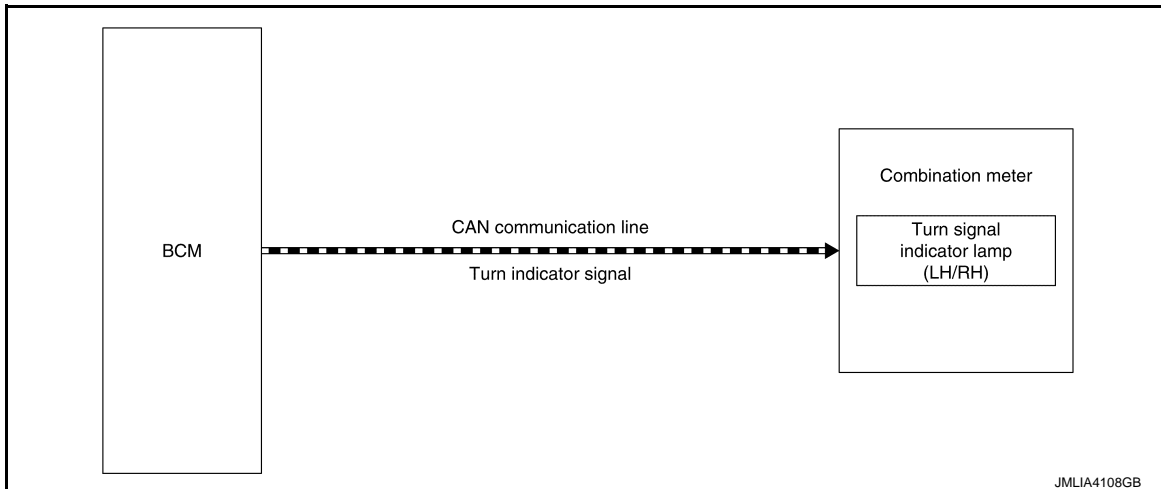 BCM
CAN communication line
Turn indicator signal
Combination meter
Turn signal
indicator lamp
(LH/RH)
JMLIA4108GB